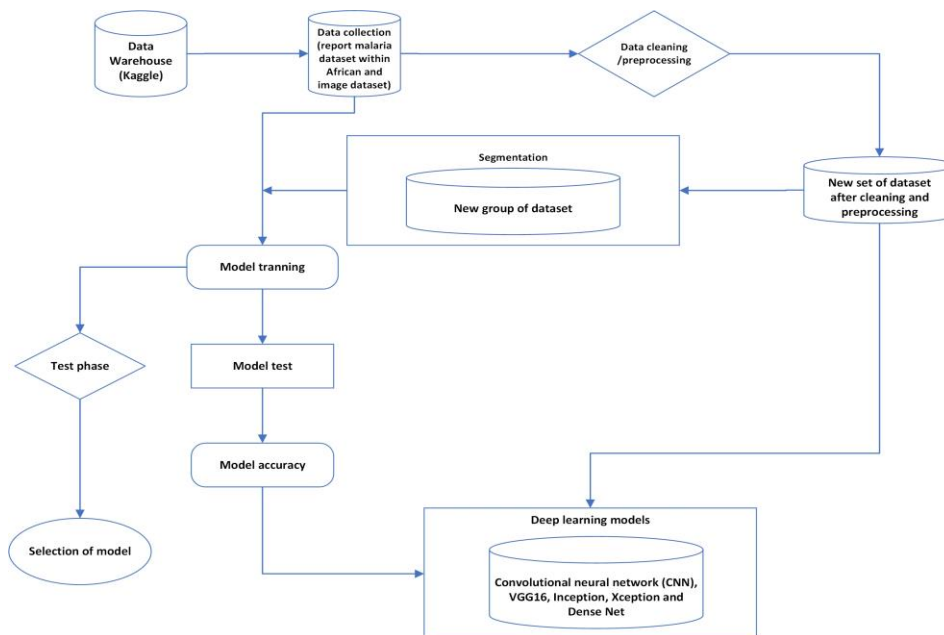 Data
Warehouse
(Kaggle)
Data collection
(report malaria
dataset within
African and
image dataset)
Data cleaning
/preprocessing
Segmentation
New group of dataset
New set of dataset
after cleaning and
preprocessing
Model tranning
Test phase
Model test
Model accuracy
Selection of model
Deep learning models
Convolutional neural network (CNN),
VGG16, Inception, Xception and
Dense Net